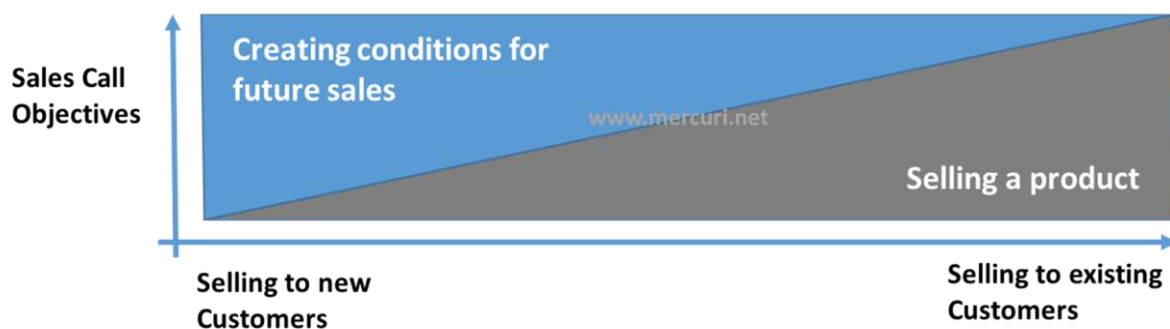 Creating conditions for
future sales
Sales Call
Objectives
www.mercuri.net
Selling a product
Selling to new
Customers
Selling to existing
Customers